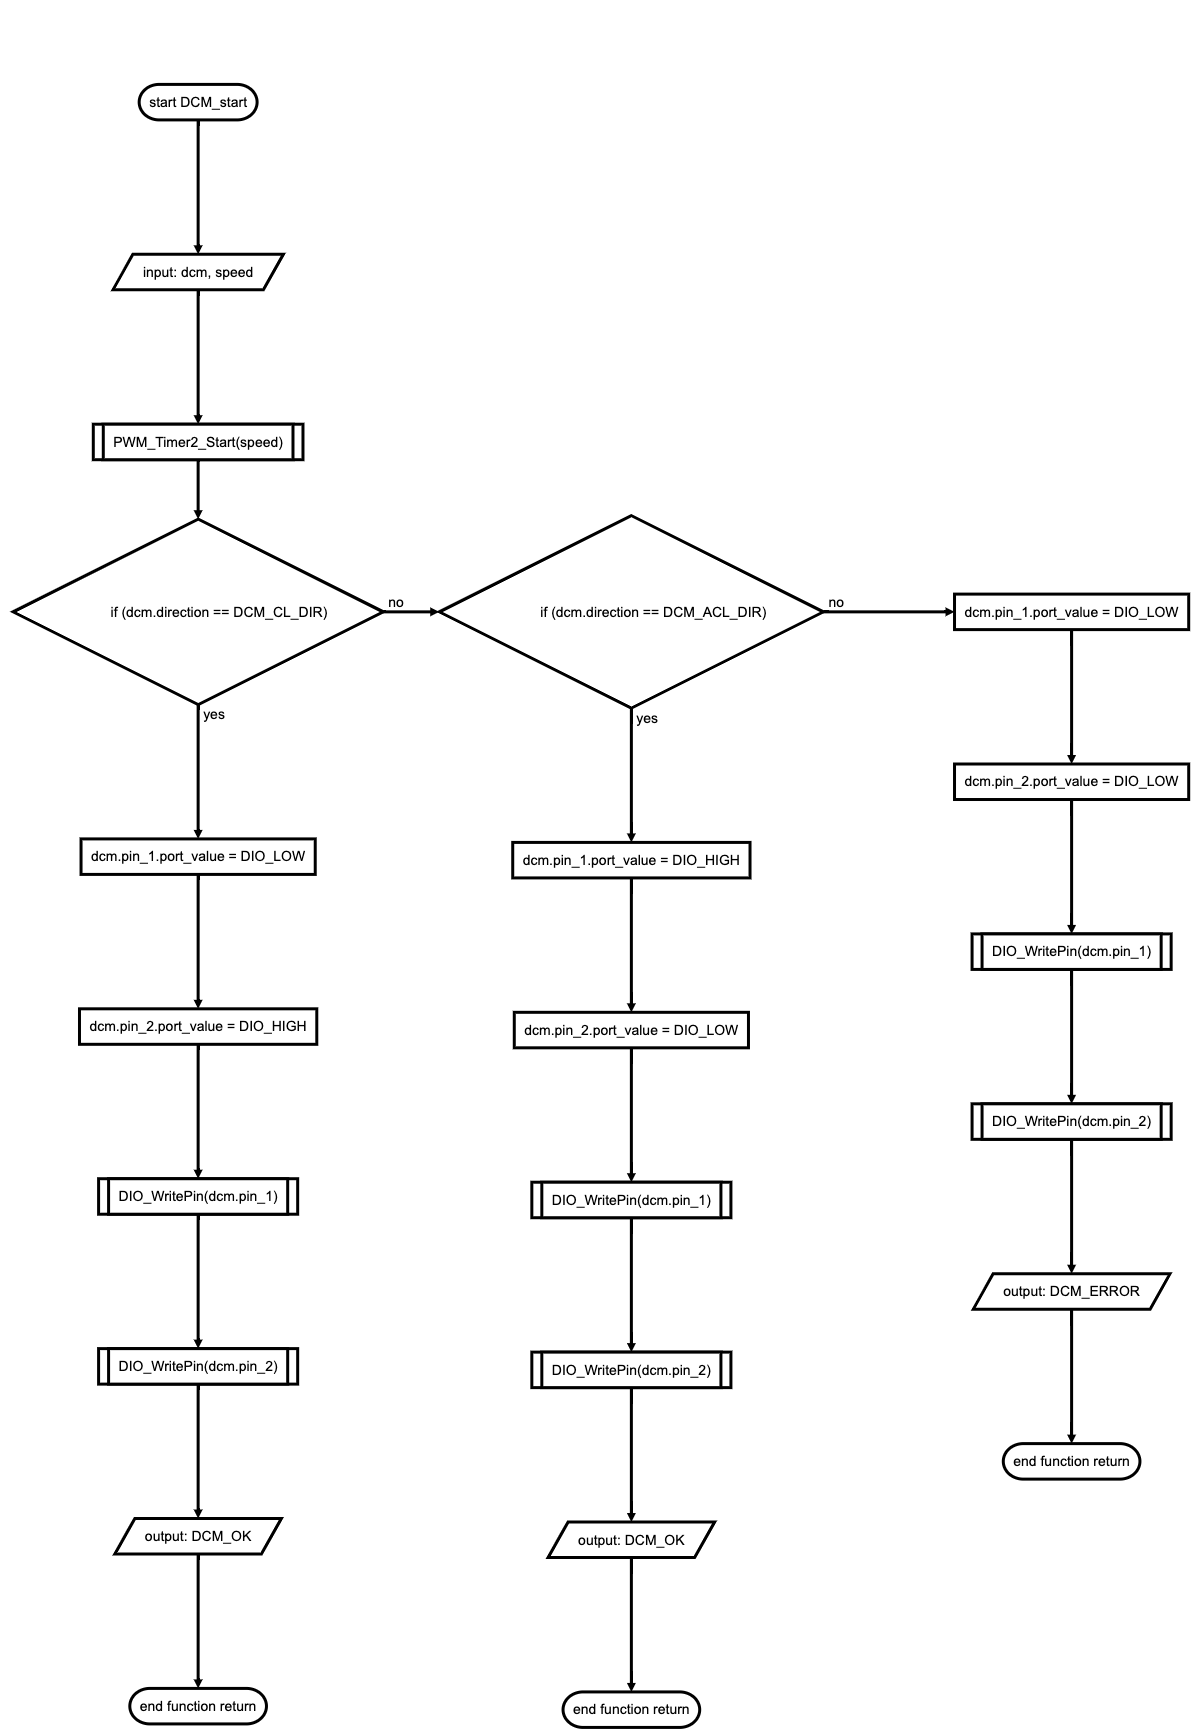 start DCM_start
input: dcm, speed
PWM_Timer2_Start(speed)
if (dcm.direction == DCM_CL_DIR)
no
yes
dcm.pin_1.port_value = DIO_LOW
dcm.pin_2.port_value = DIO_HIGH
DIO_WritePin(dcm.pin_1)
DIO_WritePin(dcm.pin_2)
output: DCM_OK
end function return
if (dcm.direction == DCM_ACL_DIR)
no
yes
dcm.pin_1.port_value = DIO_HIGH
dcm.pin_2.port_value = DIO_LOW
DIO_WritePin(dcm.pin_1)
DIO_WritePin(dcm.pin_2)
output: DCM_OK
end function return
dcm.pin_1.port_value = DIO_LOW
dcm.pin_2.port_value = DIO_LOW
DIO_WritePin(dcm.pin_1)
DIO_WritePin(dcm.pin_2)
output: DCM_ERROR
end function return